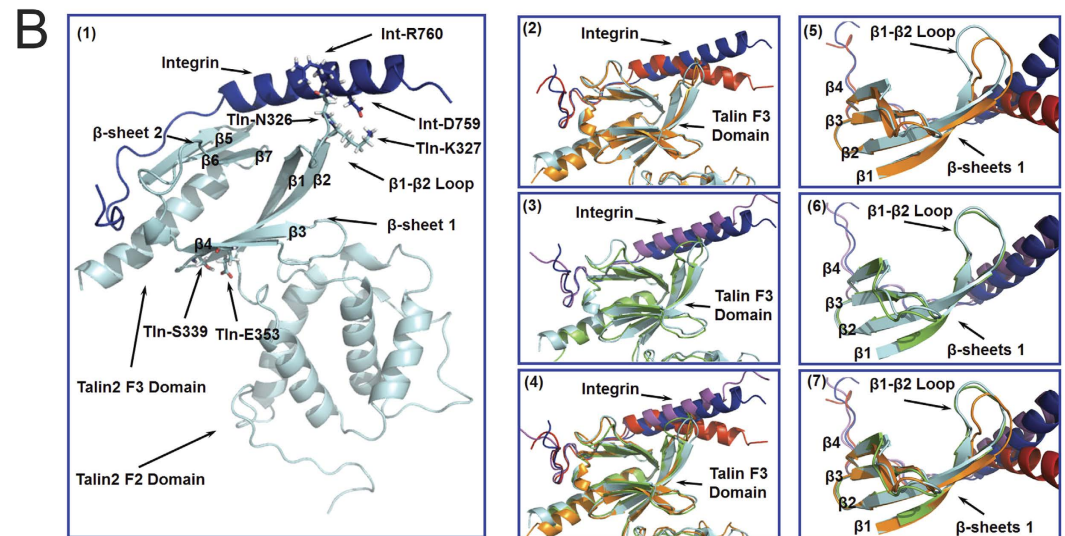 B
(1)
Int-R760
Integrin
Tln-N326
Int-D759
β-sheet 2
β5
β6
β7
Tln-K327
β1
β2
β1-β2 Loop
β-sheet 1
β3
β4
Tln-S339
Tln-E353
Talin2 F3 Domain
Talin2 F2 Domain
(2)
Integrin
Talin F3
Domain
(3)
Integrin
Talin F3
Domain
(4)
Integrin
Talin F3
Domain
(5)
β1-β2 Loop
β4
β3
β2
β1
β-sheets 1
(6)
β1-β2 Loop
β4
β3
β2
β1
β-sheets 1
(7)
β1-β2 Loop
β4
β3
β2
β1
β-sheets 1